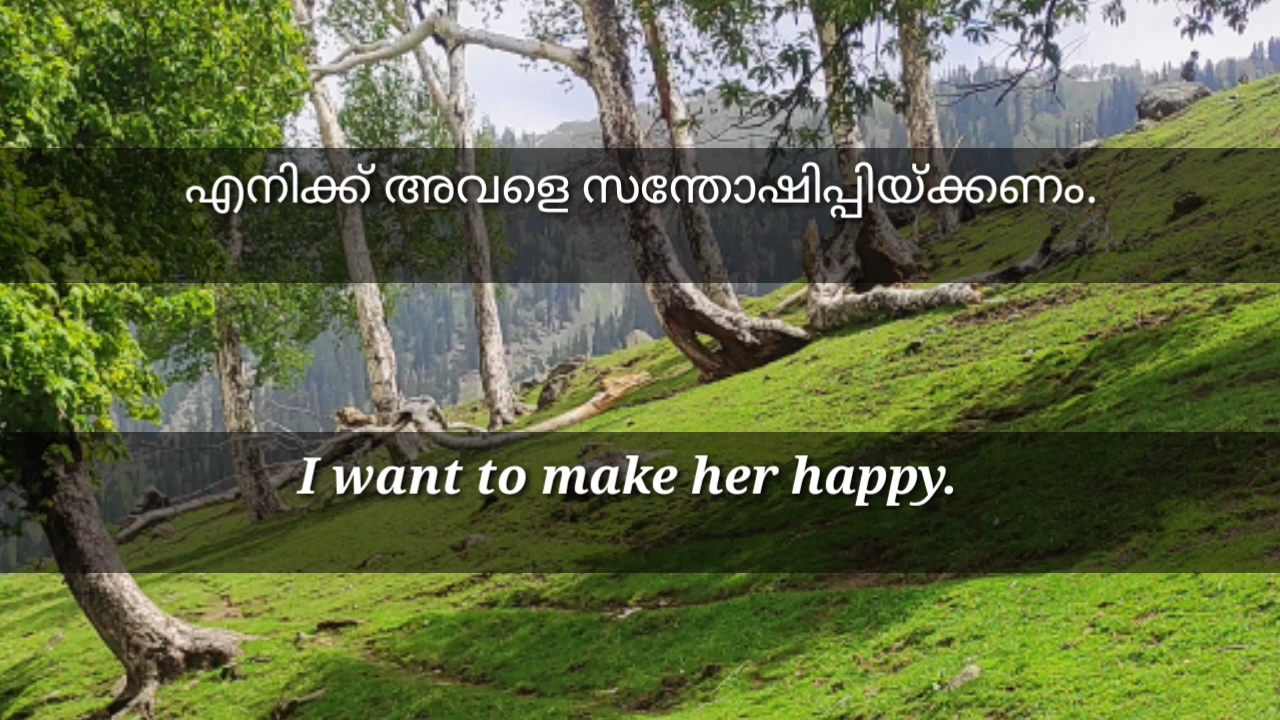 എനിക്ക് അവളെ സന്തോഷിപ്പിയ്ക്കണം.
I want to make her happy.